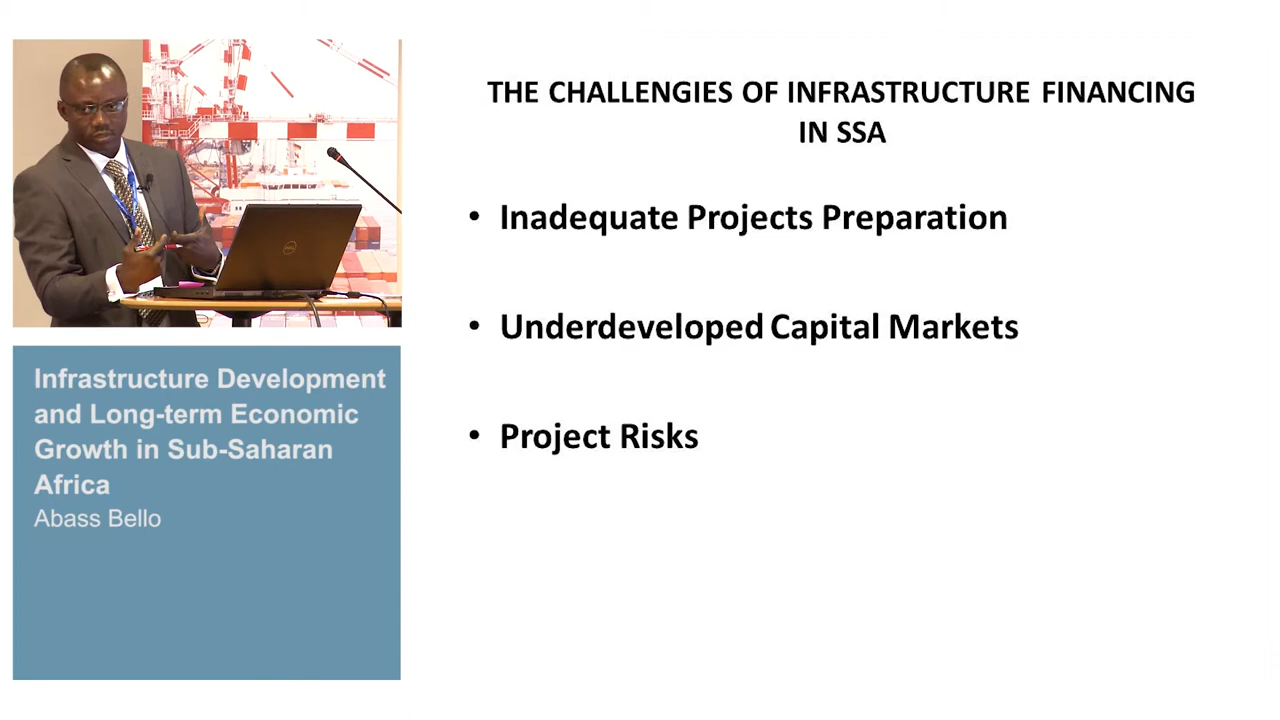 THE CHALLENGIES OF INFRASTRUCTURE FINANCING
IN SSA
• Inadequate Projects Preparation
• Underdeveloped Capital Markets
• Project Risks
Infrastructure Development
and Long-term Economic
Growth in Sub-Saharan
Africa
Abass Bello
DELL